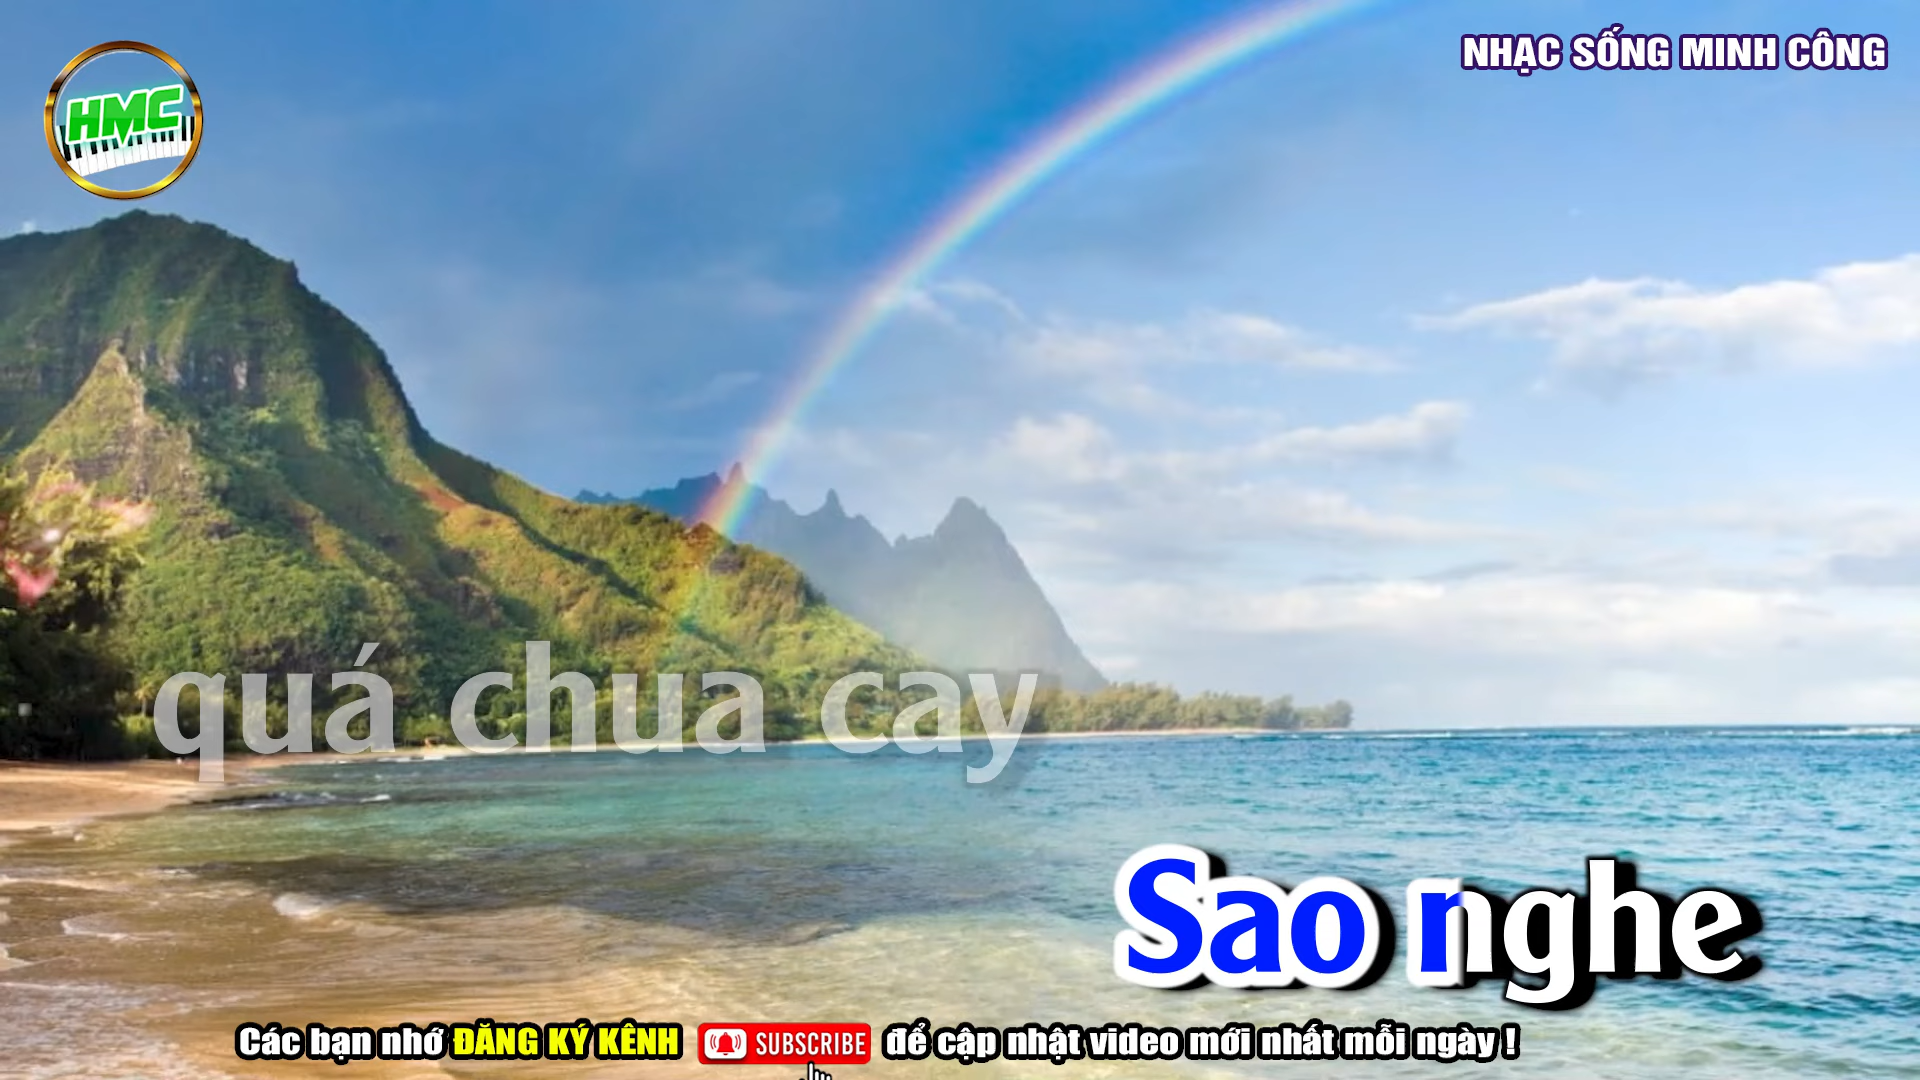 NHẠC SỐNG MINH CÔNG
HMC
quá chua cay
Sao nghe
Các bạn nhớ ĐĂNG KÝ KÊNH SUBSCRIBE để cập nhật video mới nhất mỗi ngày !